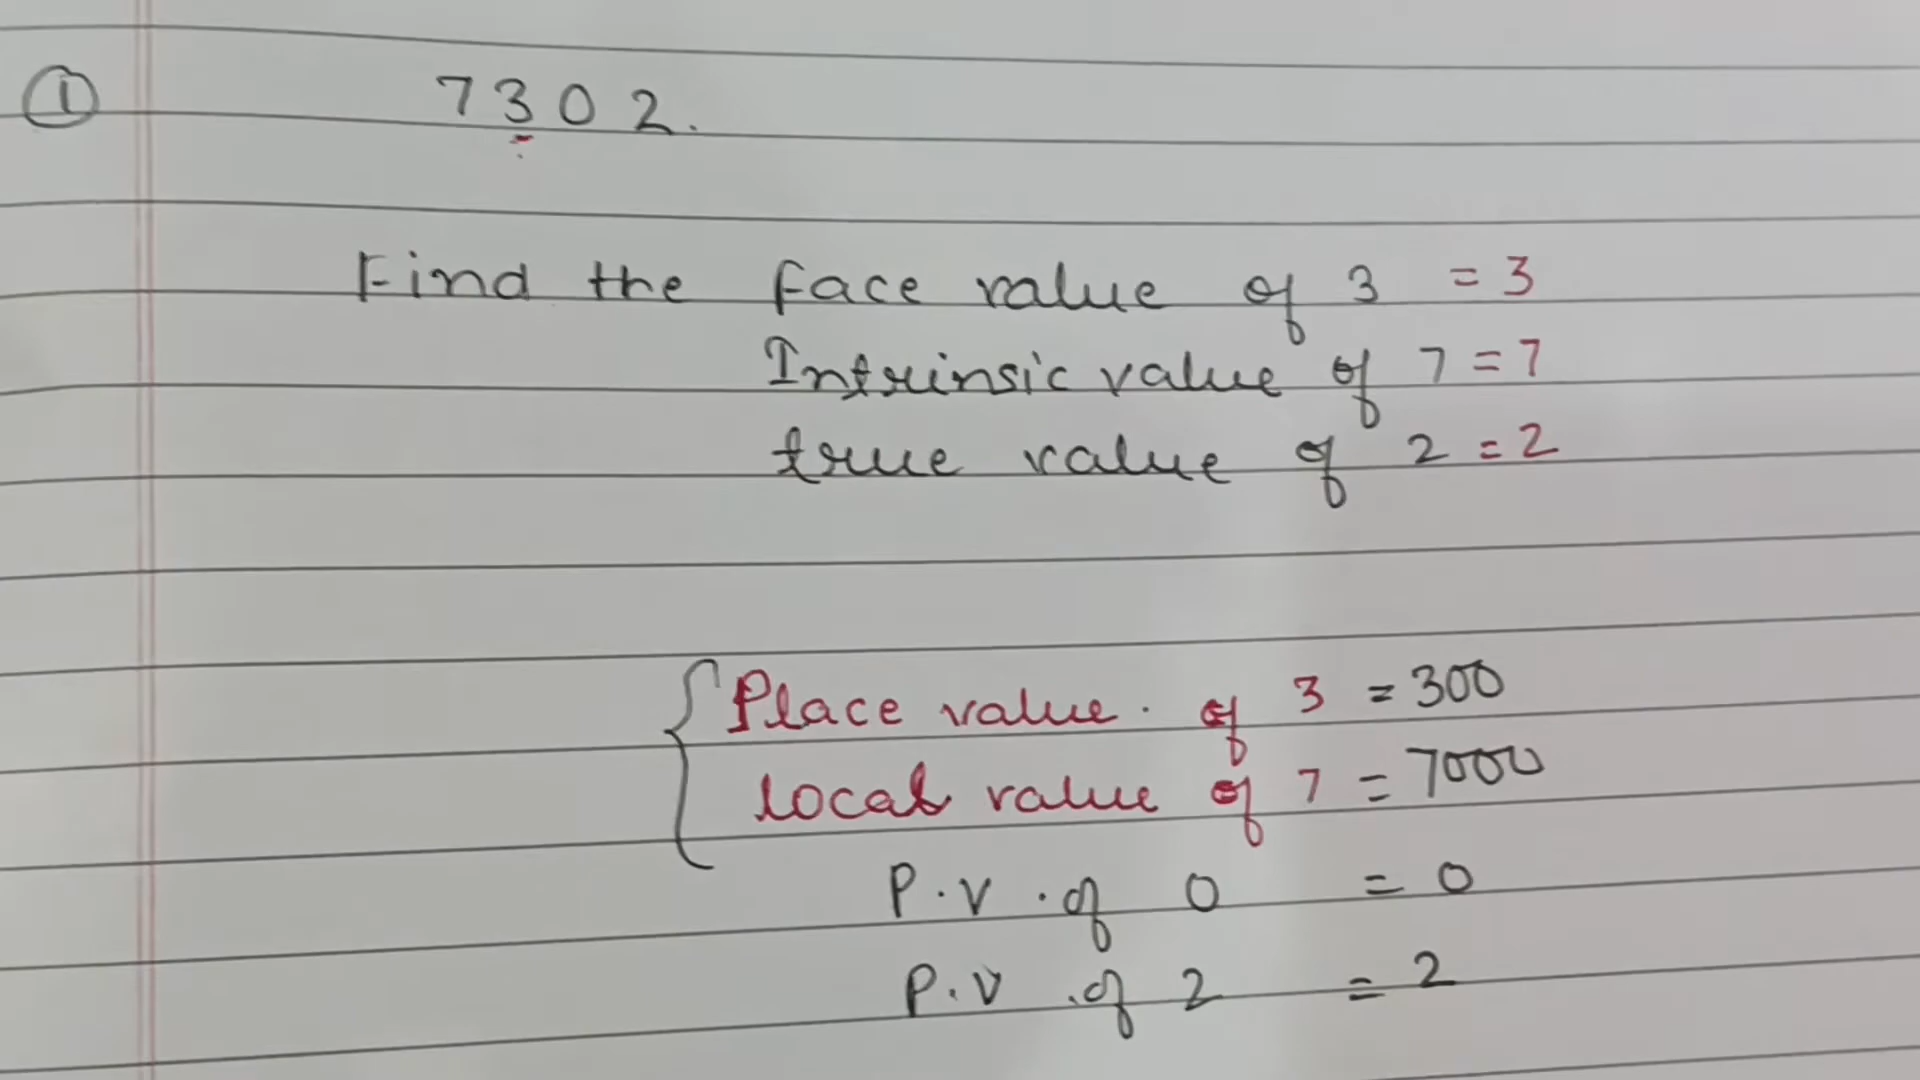 ① 7302.
Find the Face value of 3 = 3
Intrinsic value of 7 = 7
true value of 2 = 2
Place value. of 3 = 300
local value of 7 = 7000
P.V. of 0 = 0
P.V. of 2 = 2